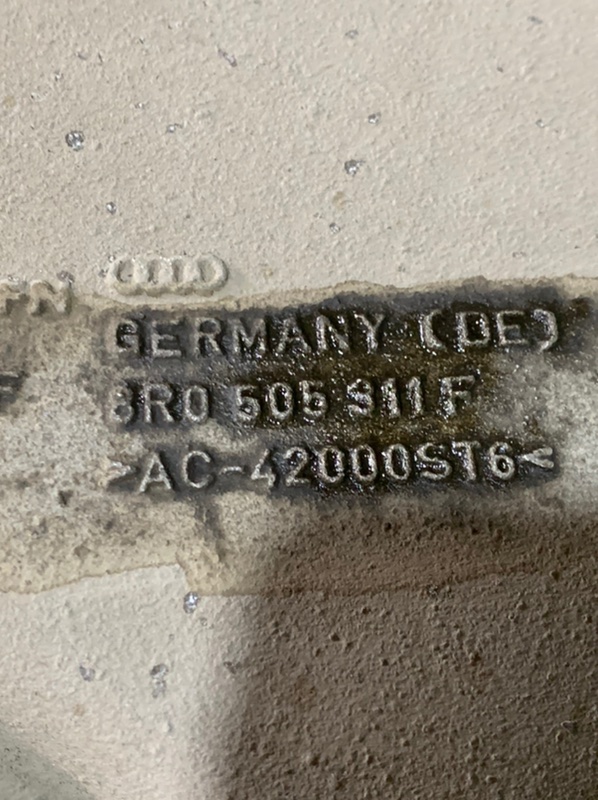 GERMANY (DE)
8R0 505 311 F
>AC-42000ST6<